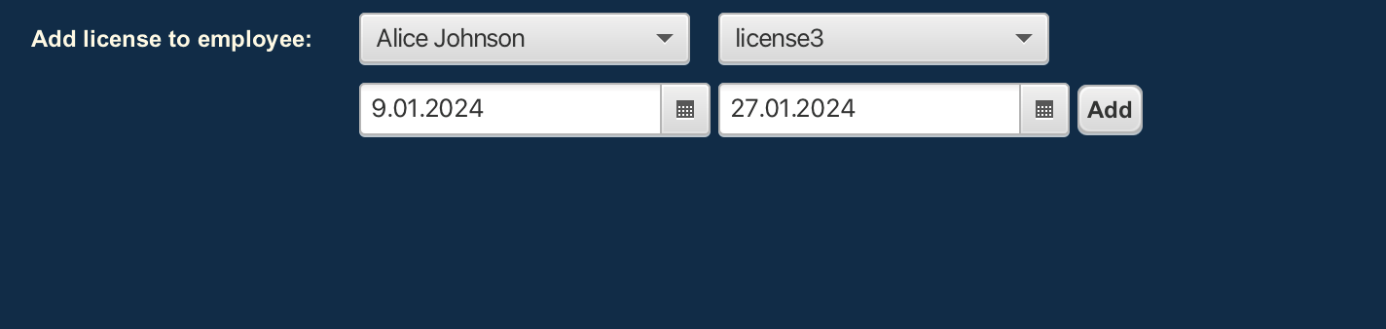 Add license to employee: Alice Johnson license3
9.01.2024 27.01.2024 Add